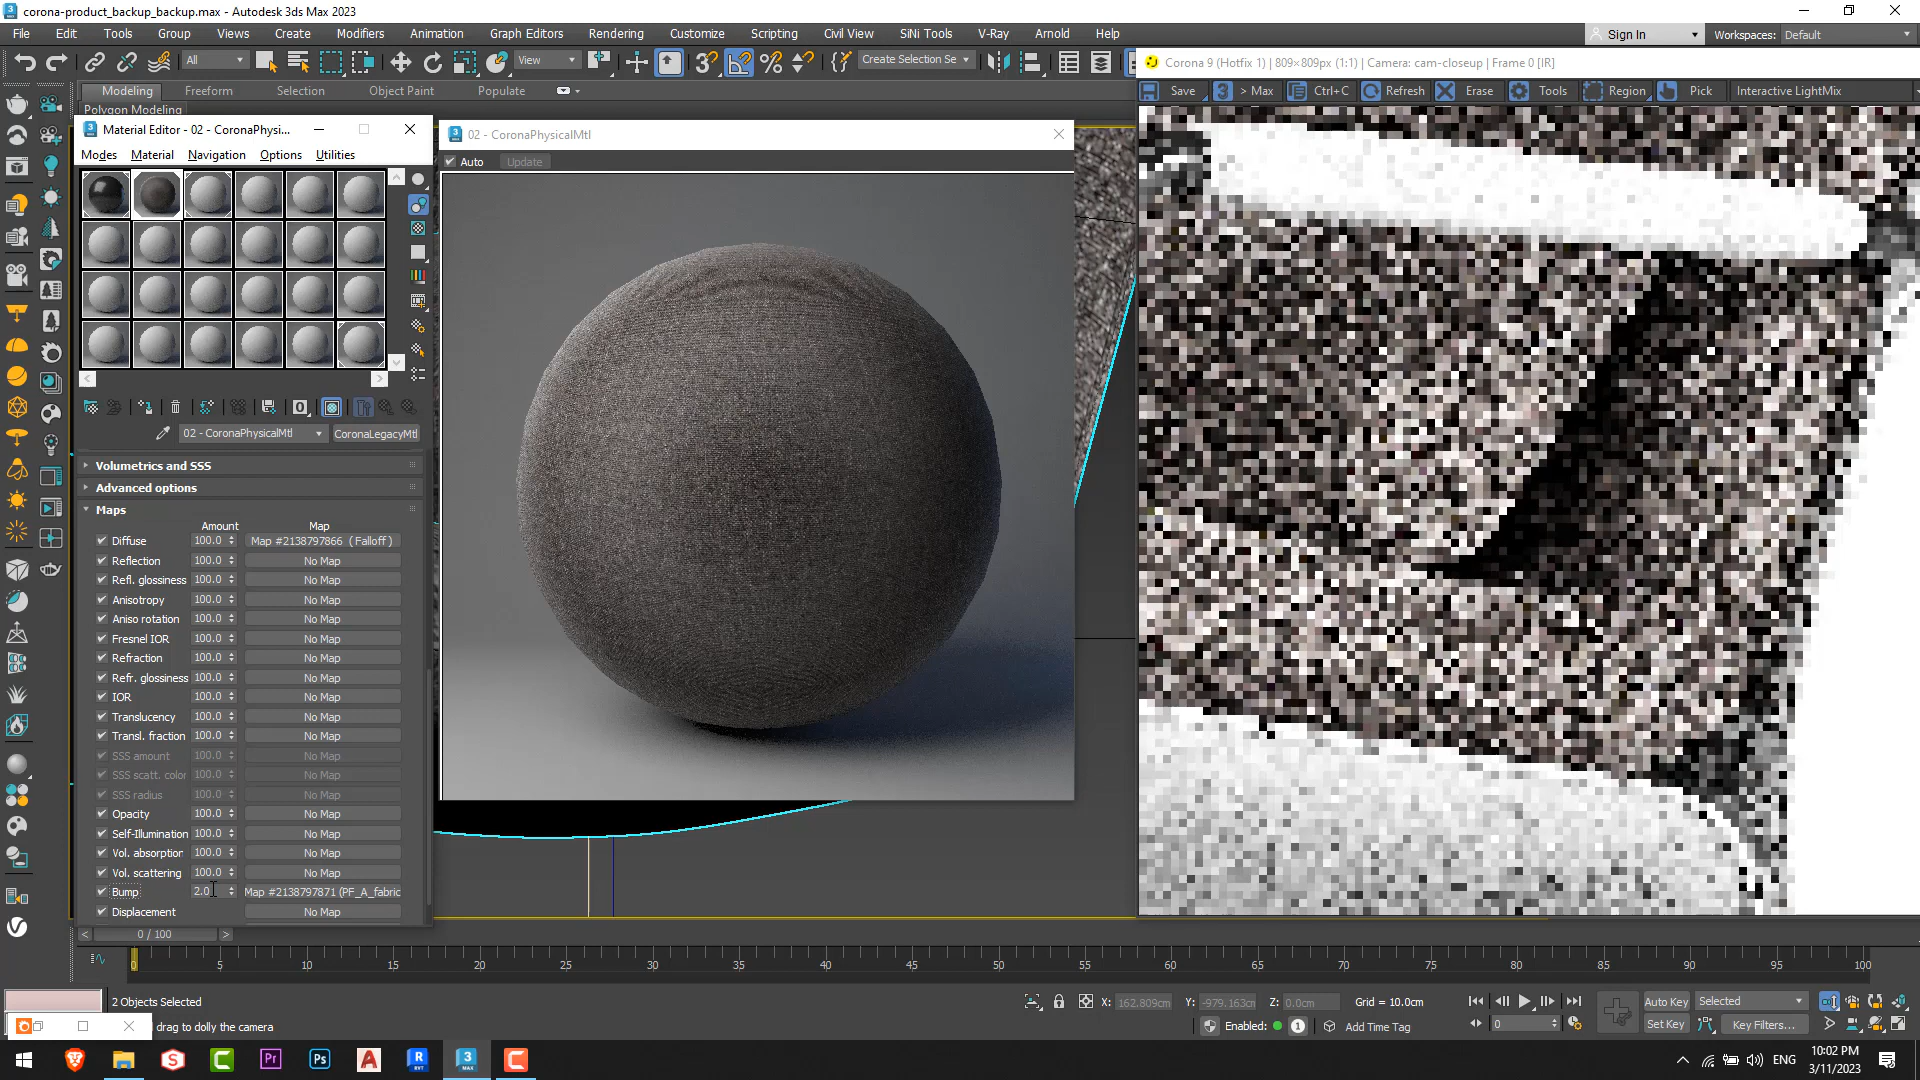 corona-product_backup_backup.max - Autodesk 3ds Max 2023
File Edit Tools Group Views Create Modifiers Animation Graph Editors Rendering Customize Scripting Civil View SiNi Tools V-Ray Arnold Help
Sign In Workspaces: Default
All View Create Selection Se
Corona 9 (Hotfix 1) | 809×809px (1:1) | Camera: cam-closeup | Frame 0 [IR]
Modeling Freeform Selection Object Paint Populate
Save 3 > Max Ctrl+C Refresh Erase Tools Region Pick Interactive LightMix
Polygon Modeling
Material Editor - 02 - CoronaPhysi...
02 - CoronaPhysicalMtl
Modes Material Navigation Options Utilities
Auto Update
02 - CoronaPhysicalMtl CoronaLegacyMtl
Volumetrics and SSS
Advanced options
Maps
Amount Map
Diffuse 100.0 Map #2138797866 ( Falloff )
Reflection 100.0 No Map
Refl. glossiness 100.0 No Map
Anisotropy 100.0 No Map
Aniso rotation 100.0 No Map
Fresnel IOR 100.0 No Map
Refraction 100.0 No Map
Refr. glossiness 100.0 No Map
IOR 100.0 No Map
Translucency 100.0 No Map
Transl. fraction 100.0 No Map
SSS amount 100.0 No Map
SSS scatt. color 100.0 No Map
SSS radius 100.0 No Map
Opacity 100.0 No Map
Self-Illumination 100.0 No Map
Vol. absorption 100.0 No Map
Vol. scattering 100.0 No Map
Bump 2.0 Map #2138797871 (PF_A_fabric
Displacement No Map
< 0 / 100 >
0 5 10 15 20 25 30 35 40 45 50 55 60 65 70 75 80 85 90 95 100
2 Objects Selected X: 162.809cm Y: -979.163cm Z: 0.0cm Grid = 10.0cm Auto Key Selected
drag to dolly the camera Enabled: 1 Add Time Tag 0 Set Key Key Filters...
ENG 10:02 PM
3/11/2023